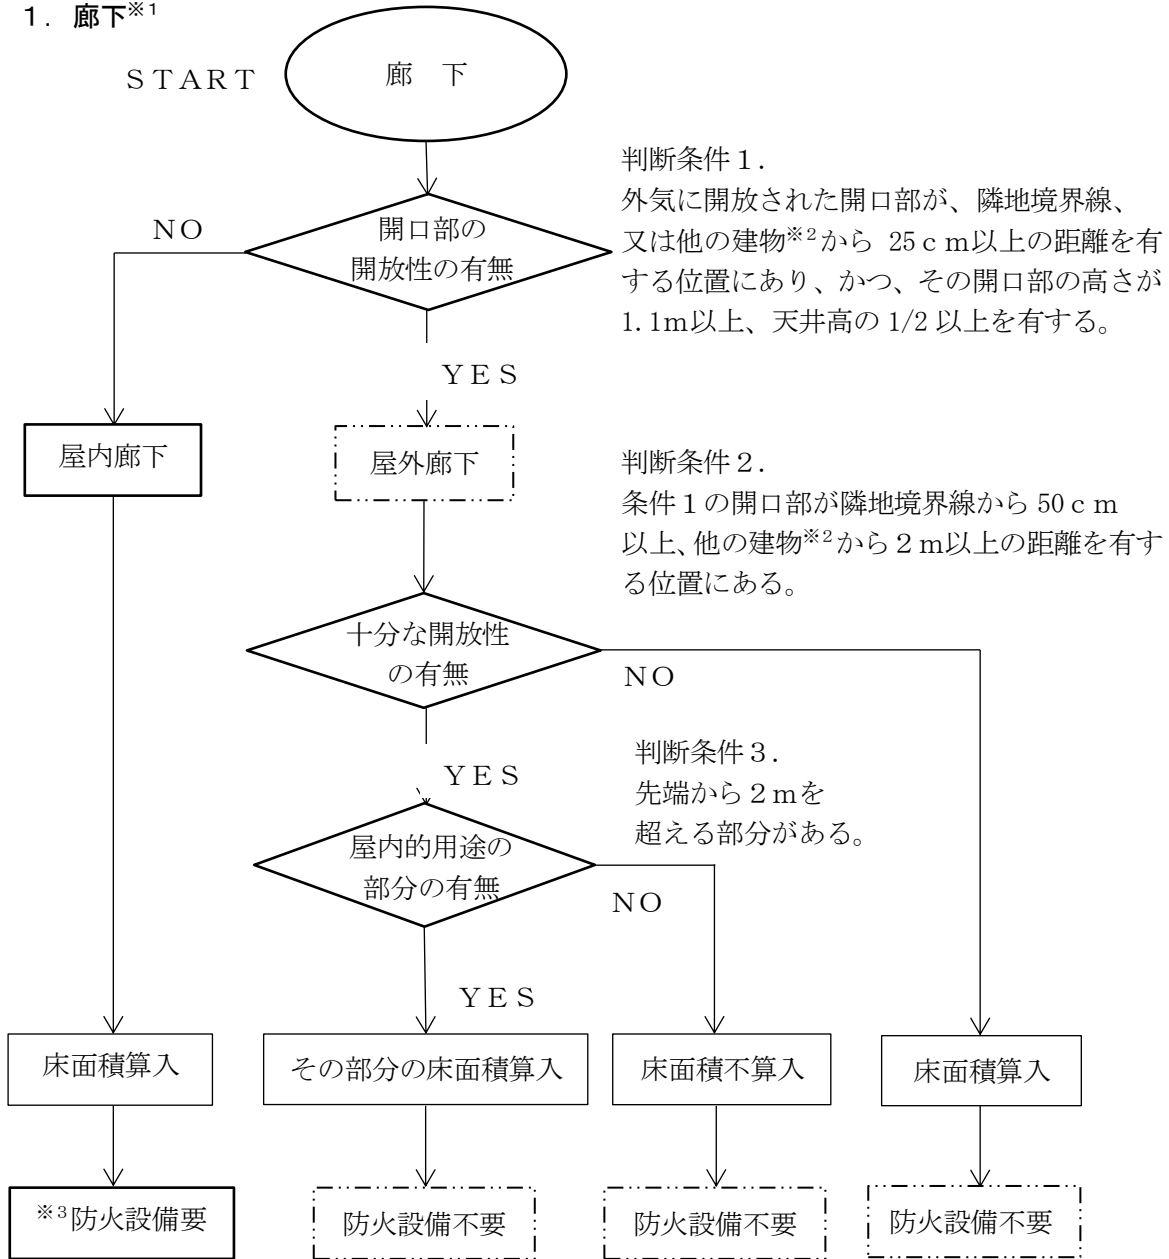 １．廊下※１
ＳＴＡＲＴ
廊　下
判断条件１．
外気に開放された開口部が、隣地境界線、
又は他の建物※２から 25ｃｍ以上の距離を有
する位置にあり、かつ、その開口部の高さが
1.1ｍ以上、天井高の 1/2 以上を有する。
ＮＯ
開口部の
開放性の有無
ＹＥＳ
屋内廊下
屋外廊下
判断条件２．
条件１の開口部が隣地境界線から 50ｃｍ
以上、他の建物※２から２ｍ以上の距離を有す
る位置にある。
十分な開放性
の有無
ＮＯ
ＹＥＳ
判断条件３．
先端から２ｍを
超える部分がある。
屋内的用途の
部分の有無
ＮＯ
ＹＥＳ
床面積算入
その部分の床面積算入
床面積不算入
床面積算入
※３防火設備要
防火設備不要
防火設備不要
防火設備不要